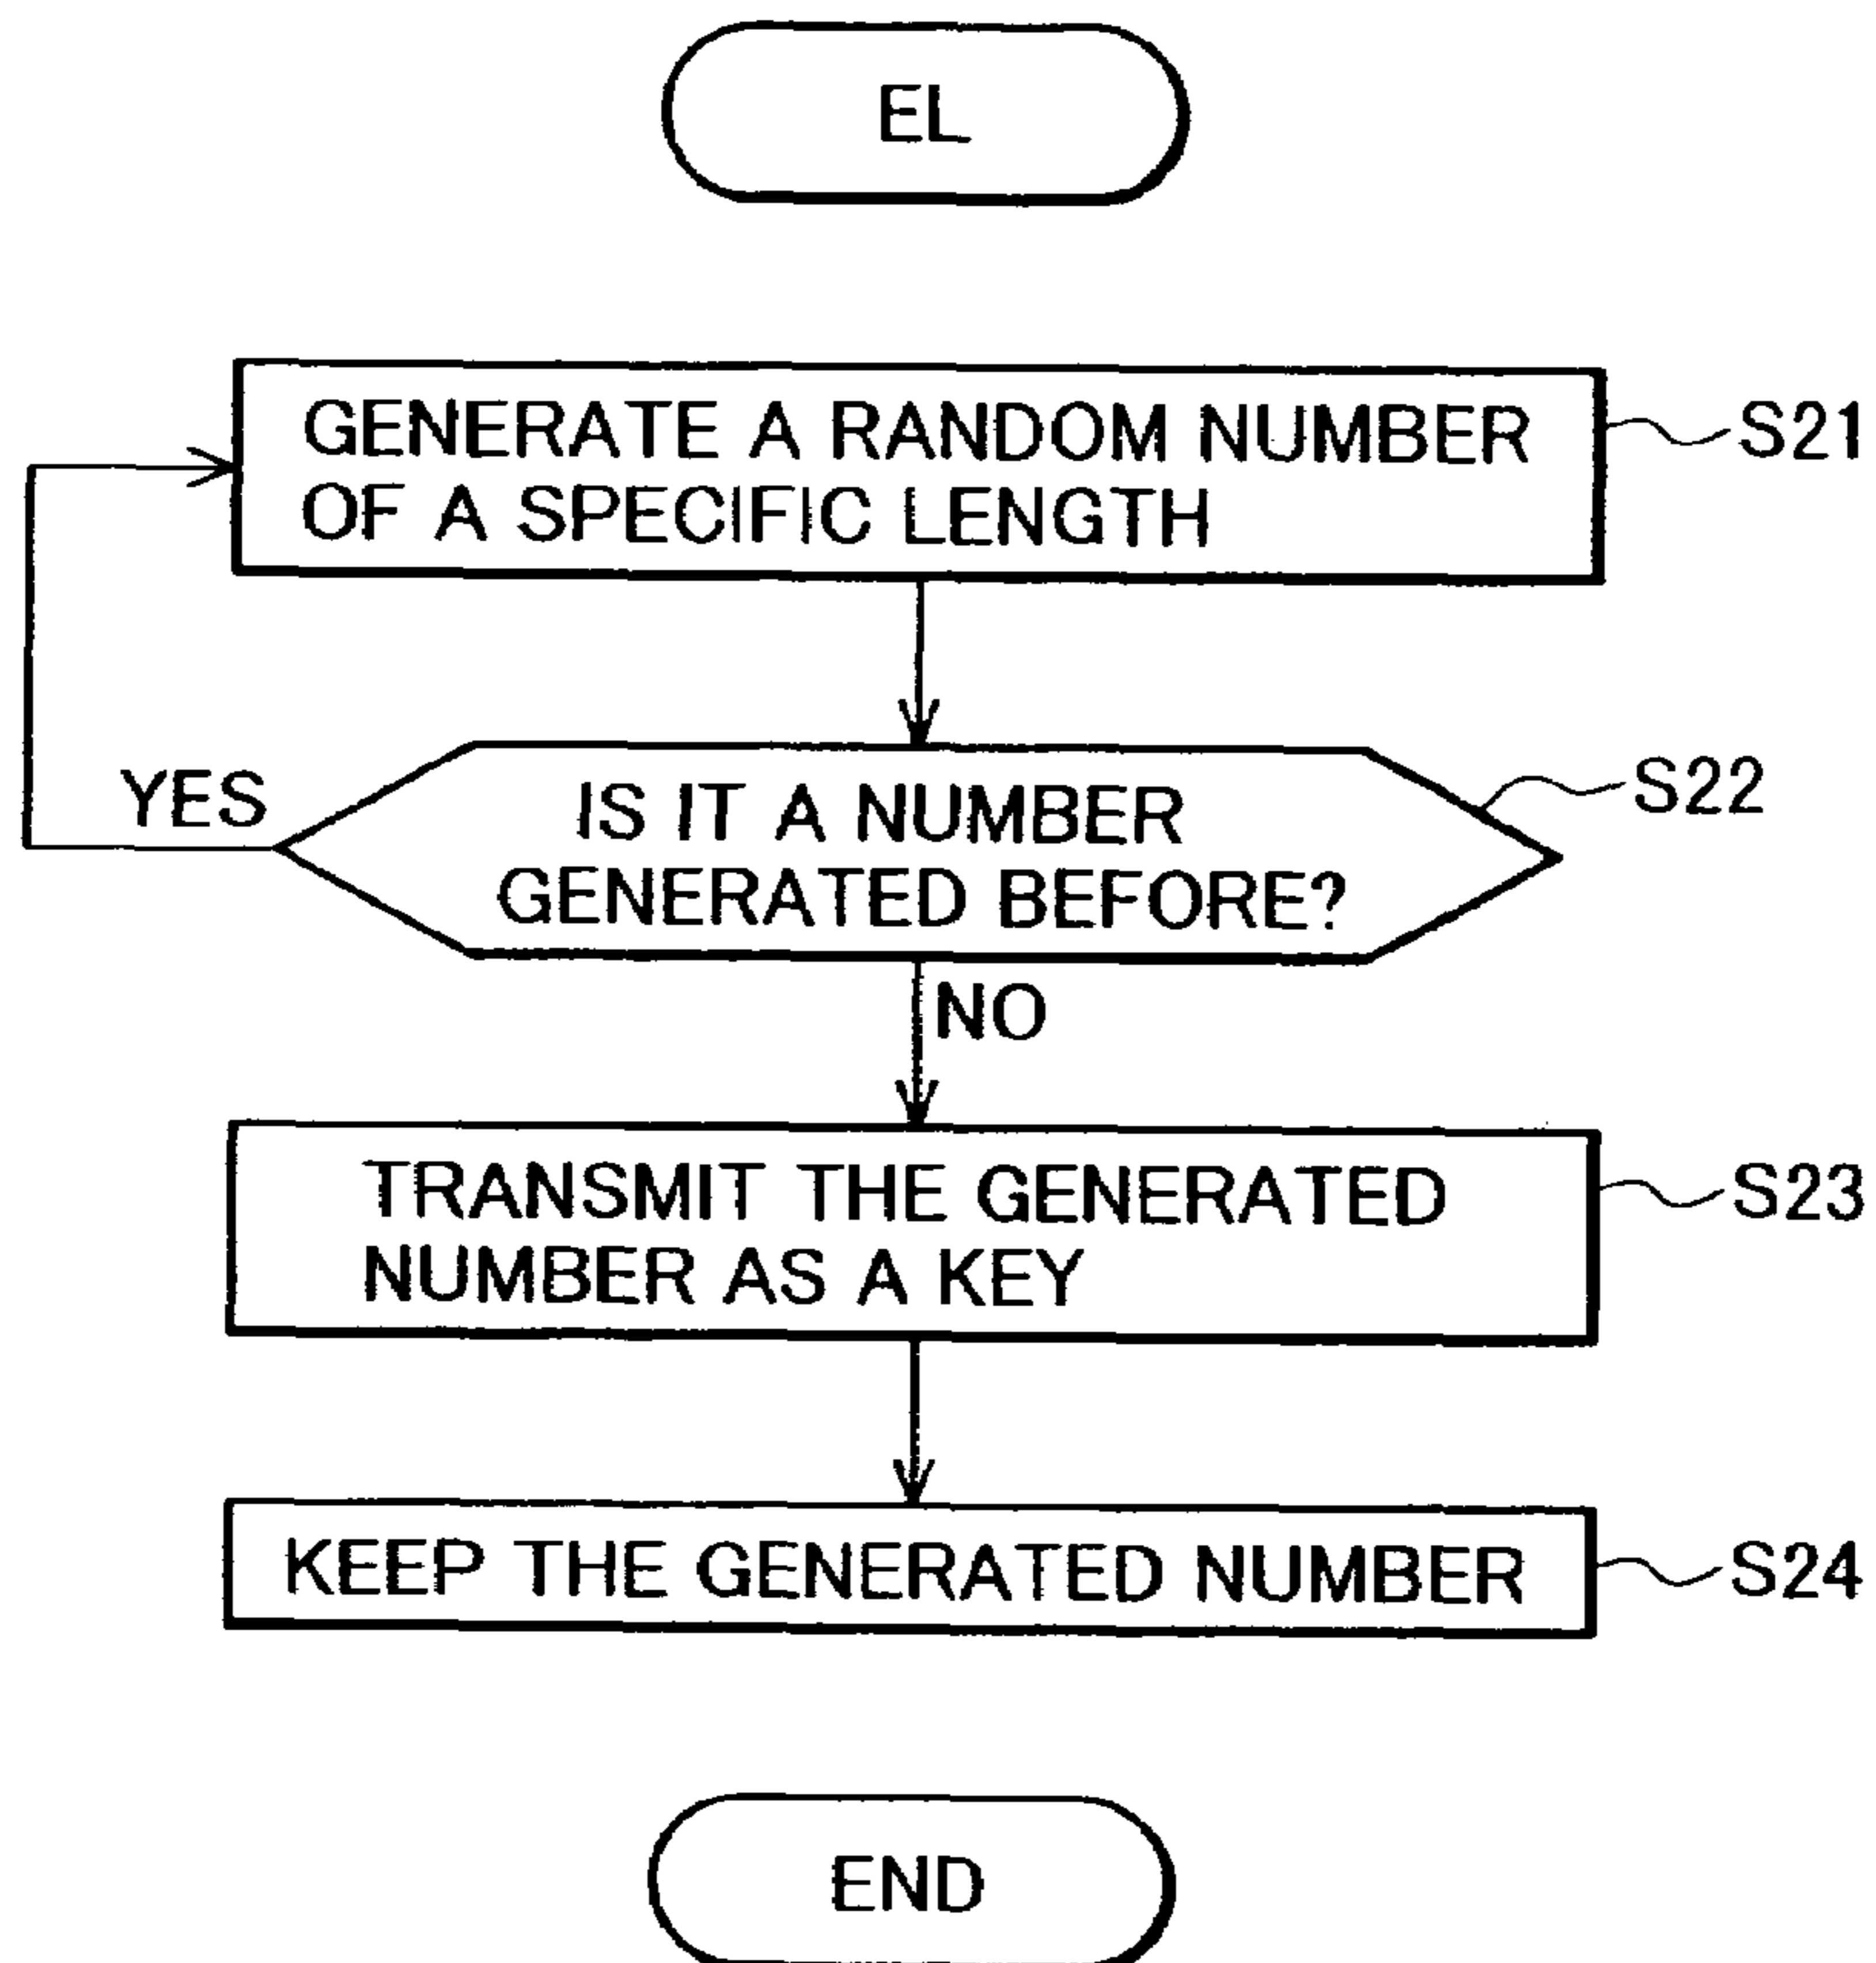 EL
GENERATE A RANDOM NUMBER
OF A SPECIFIC LENGTH
S21
YES
IS IT A NUMBER
GENERATED BEFORE?
S22
NO
TRANSMIT THE GENERATED
NUMBER AS A KEY
S23
KEEP THE GENERATED NUMBER
S24
END